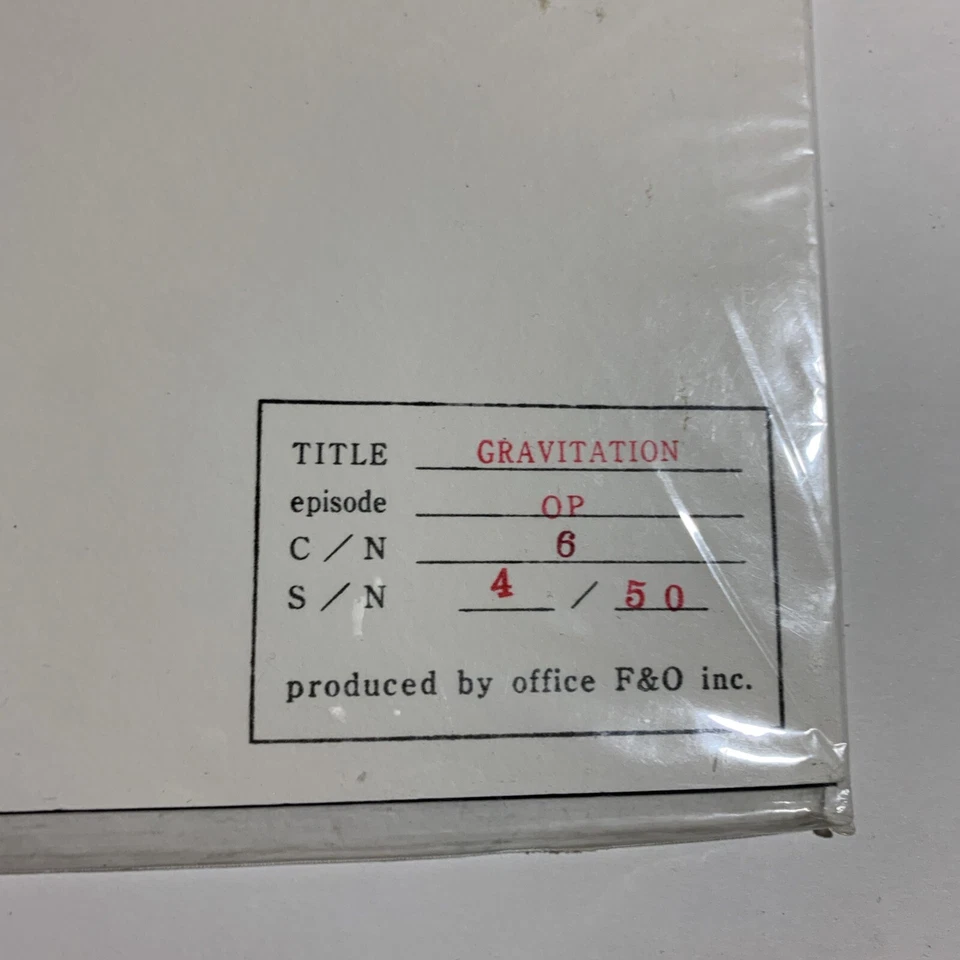 TITLE GRAVITATION
episode OP
C / N 6
S / N 4 / 50
produced by office F&O inc.